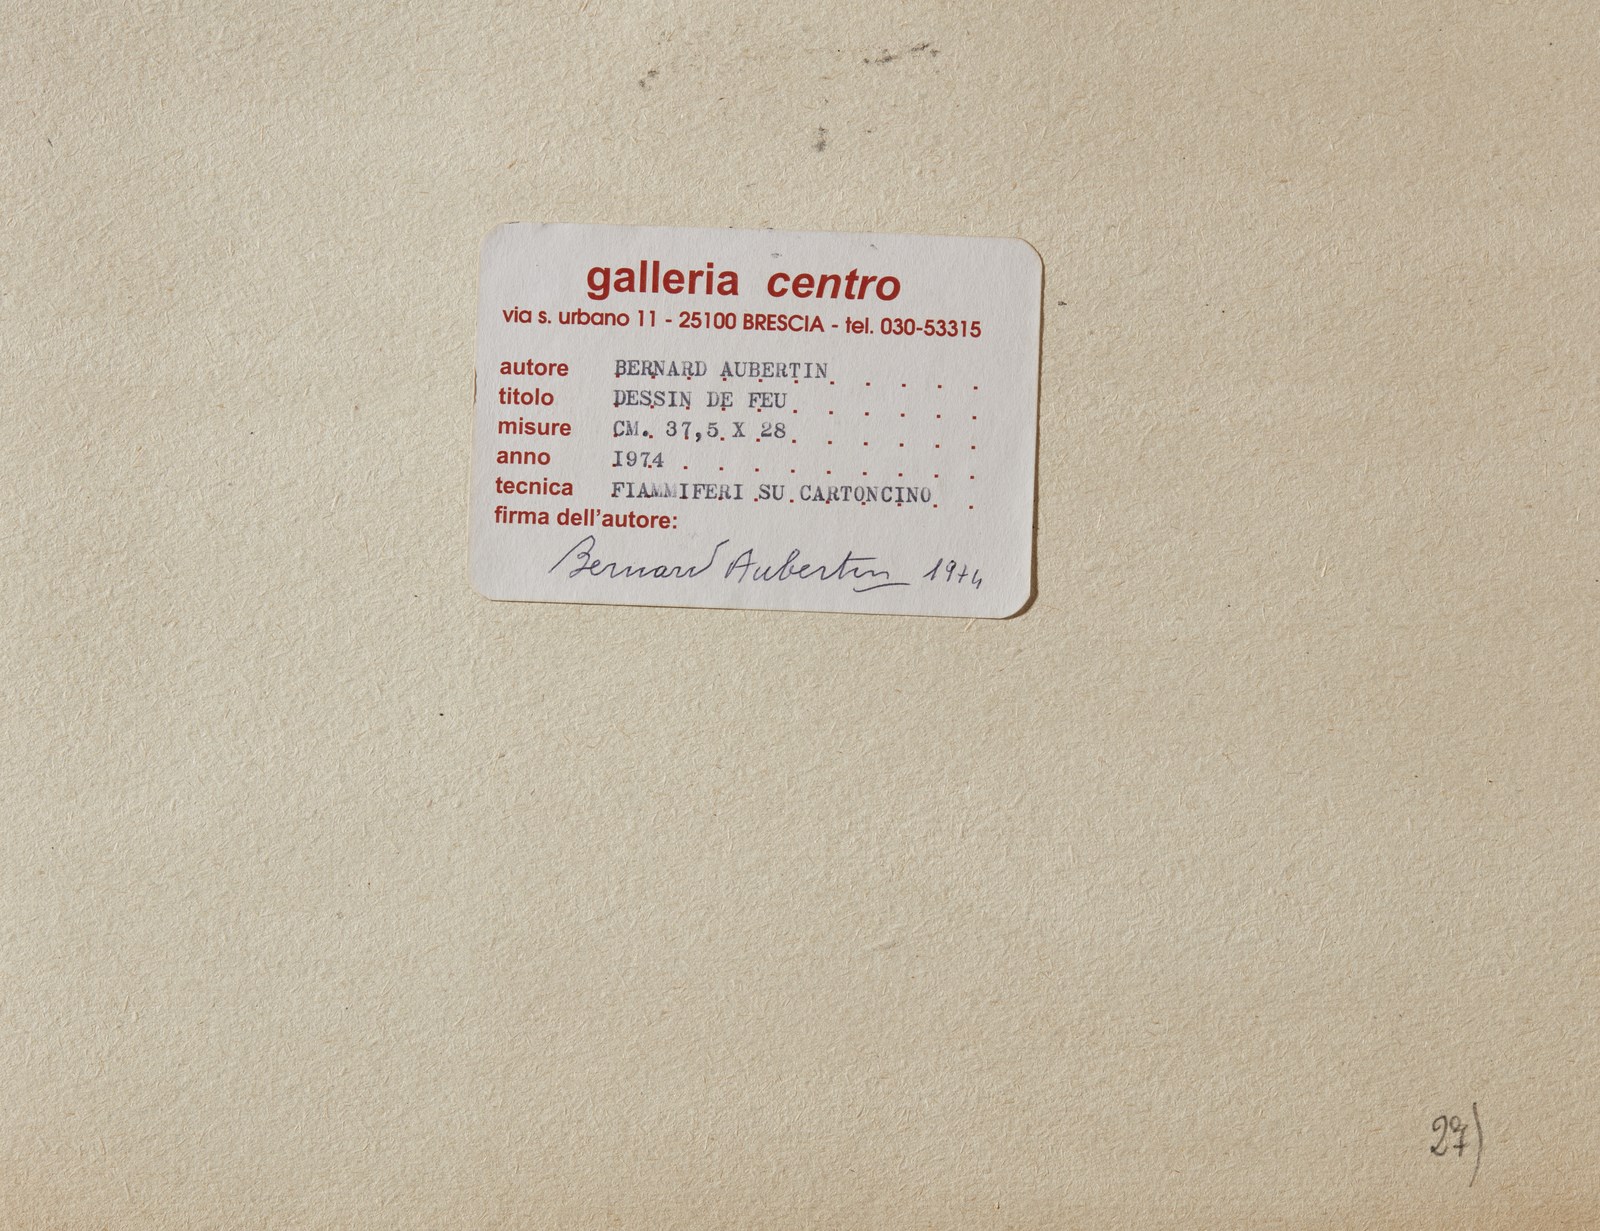 galleria centro
via s. urbano 11 - 25100 BRESCIA - tel. 030-53315
autore BERNARD AUBERTIN
titolo DESSIN DE FEU
misure CM. 37,5 X 28
anno 1974
tecnica FIAMMIFERI SU CARTONCINO
firma dell'autore:
Bernard Aubertin 1974
27)